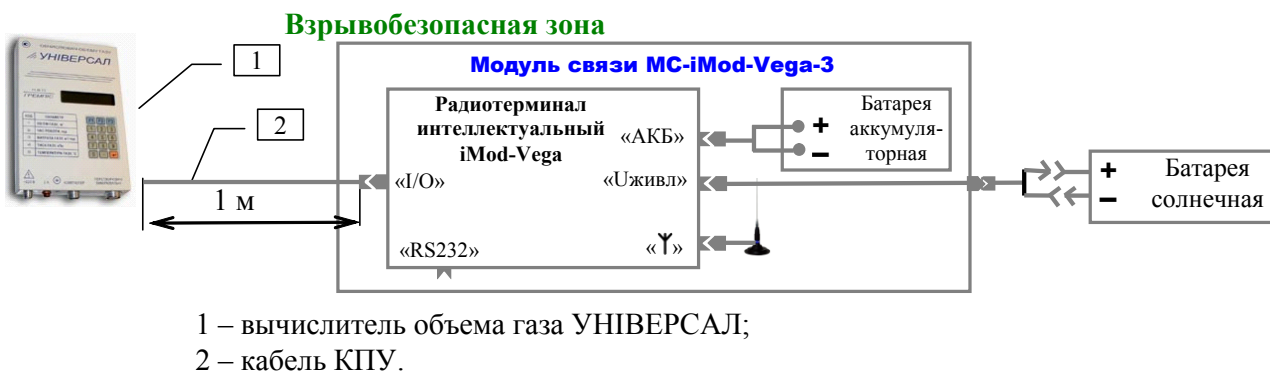 Взрывобезопасная зона
УНІВЕРСАЛ
1
2
1 м
Модуль связи MC-iMod-Vega-3
Радиотерминал
интеллектуальный
iMod-Vega
«АКБ»
«I/O»
«Uживл»
«RS232»
«Y»
Батарея
аккумуля-
торная
+
–
+
–
Батарея
солнечная
1 – вычислитель объема газа УНІВЕРСАЛ;
2 – кабель КПУ.